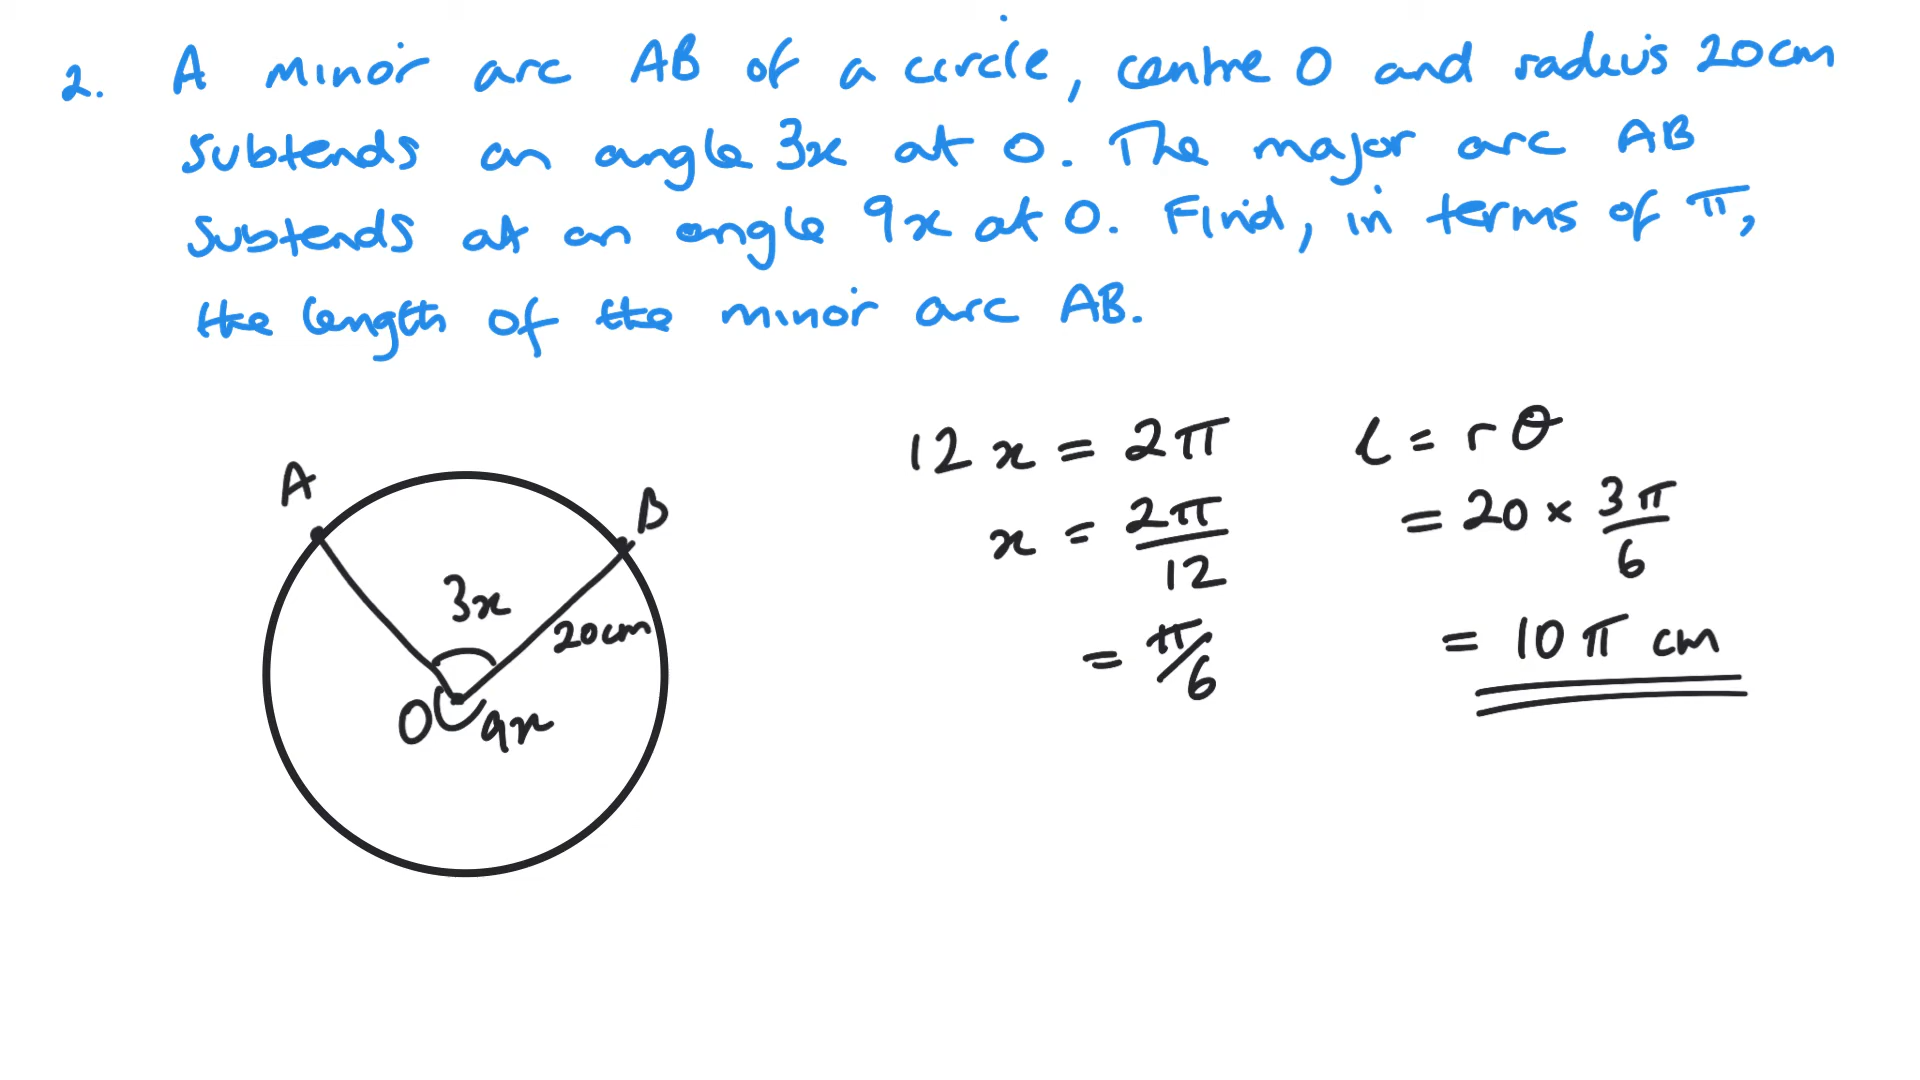 2. A minor arc AB of a circle, centre O and radius 20cm
subtends an angle 3x at O. The major arc AB
subtends at an angle 9x at O. Find, in terms of π,
the length of the minor arc AB.
A
B
3x
20cm
O
9x
12x = 2π
x = 2π/12
= π/6
l = rθ
= 20 × 3π/6
= 10π cm